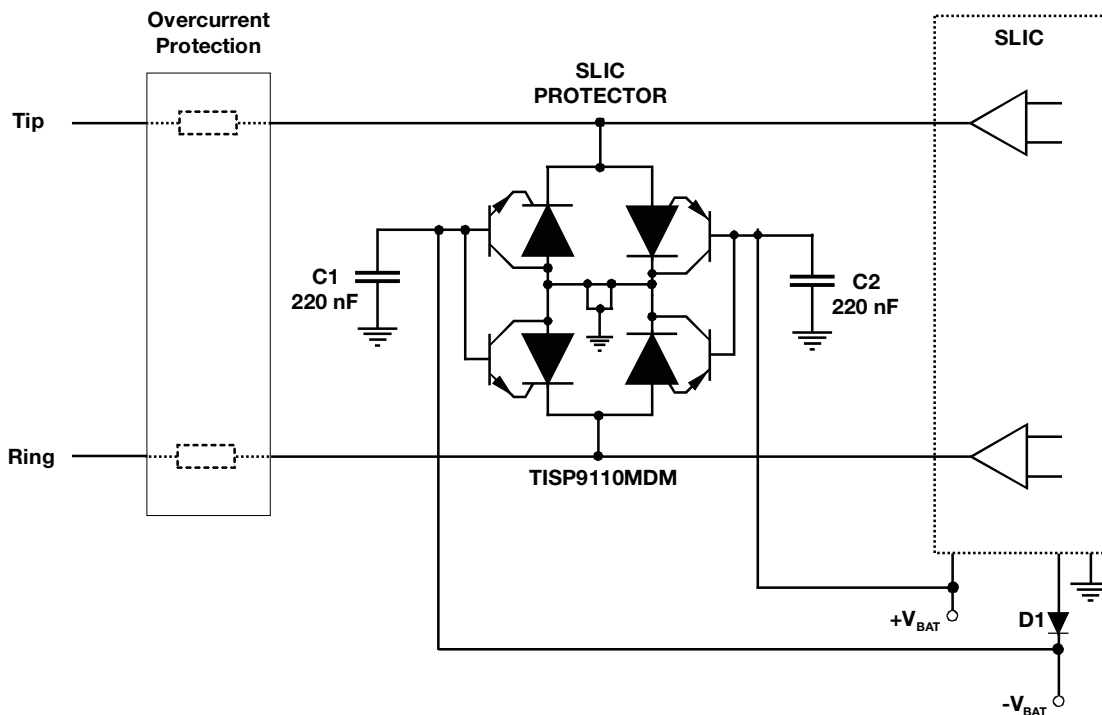 Overcurrent
Protection
SLIC
SLIC
PROTECTOR
Tip
C1
220 nF
C2
220 nF
Ring
TISP9110MDM
+VBAT
D1
-VBAT